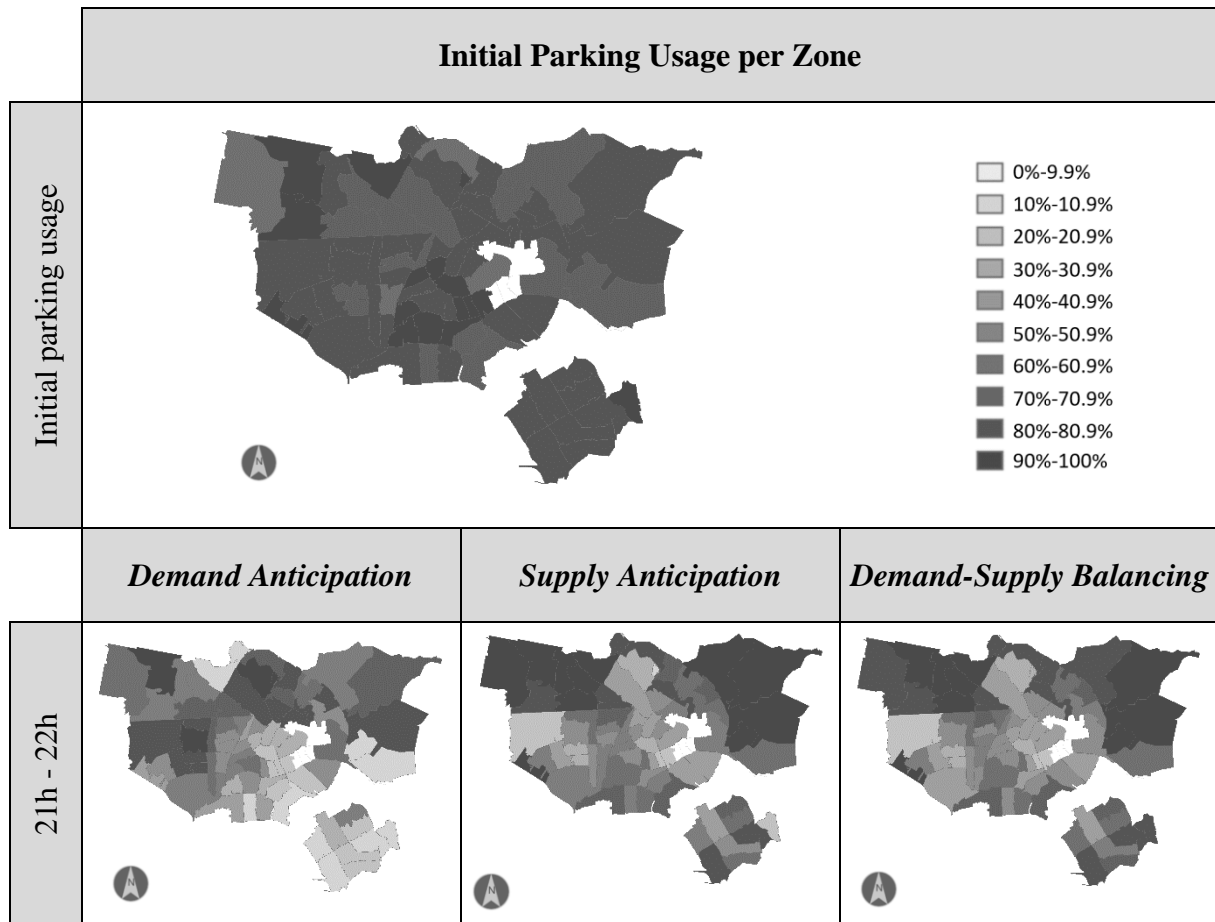 Initial Parking Usage per Zone
Initial parking usage
0%-9.9%
10%-10.9%
20%-20.9%
30%-30.9%
40%-40.9%
50%-50.9%
60%-60.9%
70%-70.9%
80%-80.9%
90%-100%
N
Demand Anticipation
Supply Anticipation
Demand-Supply Balancing
21h - 22h
N
N
N